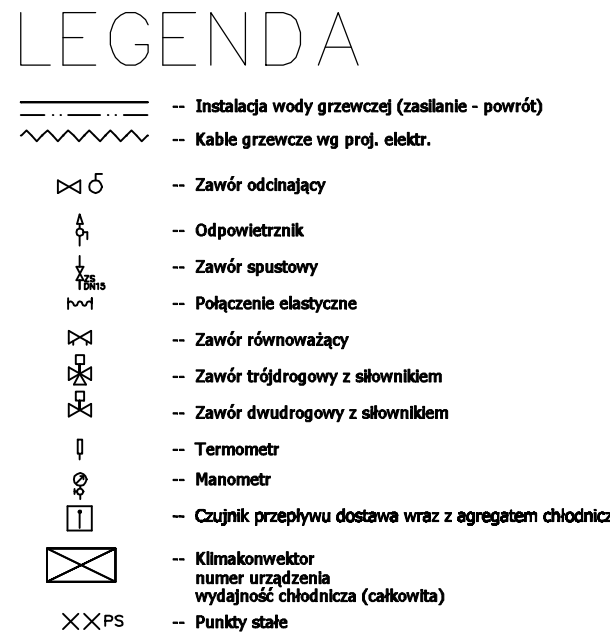 LEGENDA
-- Instalacja wody grzewczej (zasilanie - powrót)
-- Kable grzewcze wg proj. elektr.
-- Zawór odcinający
-- Odpowietrznik
-- Zawór spustowy
ZS
DN15
-- Połączenie elastyczne
-- Zawór równoważący
-- Zawór trójdrogowy z siłownikiem
-- Zawór dwudrogowy z siłownikiem
-- Termometr
-- Manometr
-- Czujnik przepływu dostawa wraz z agregatem chłodnicz
-- Klimakonwektor
numer urządzenia
wydajność chłodnicza (całkowita)
XXPS -- Punkty stałe